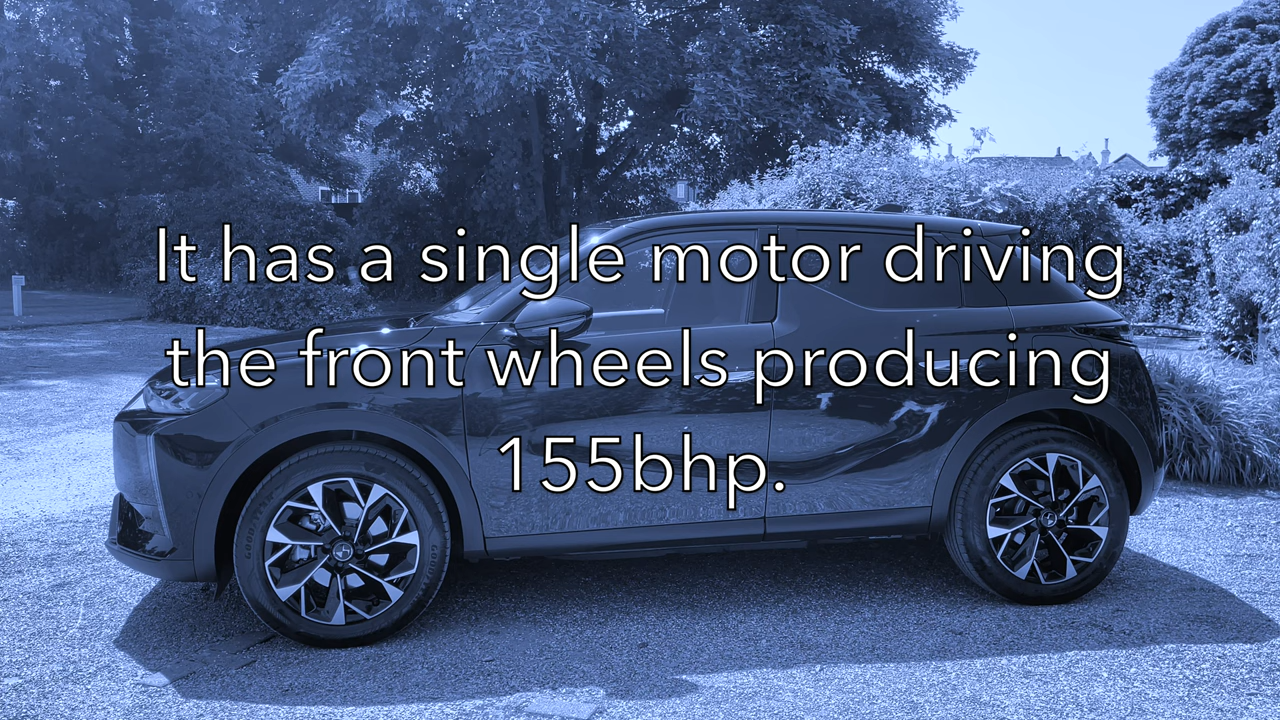 It has a single motor driving
the front wheels producing
155bhp.